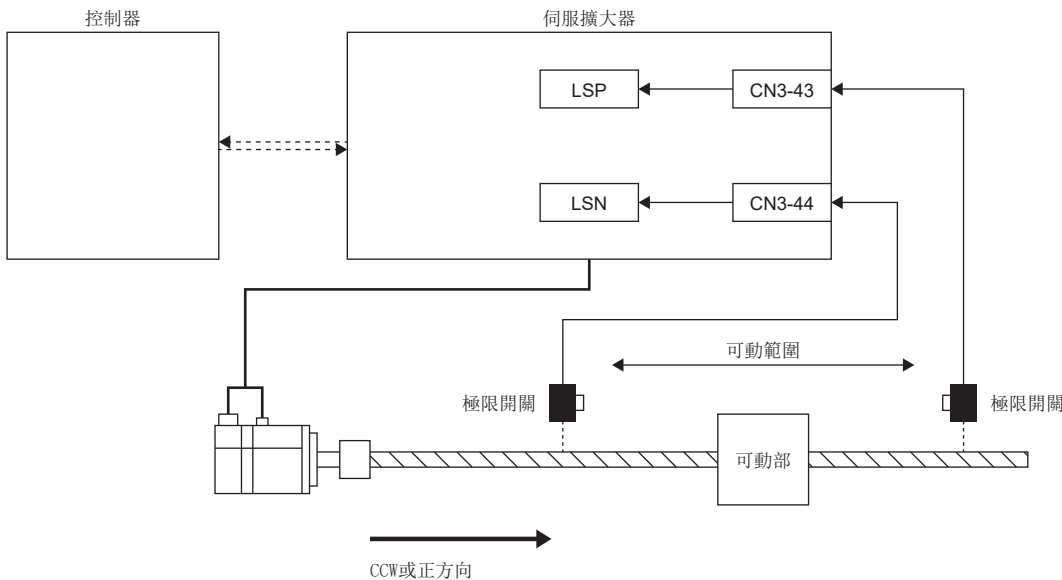 控制器
伺服擴大器
LSP
CN3-43
LSN
CN3-44
可動範圍
極限開關
極限開關
可動部
CCW或正方向